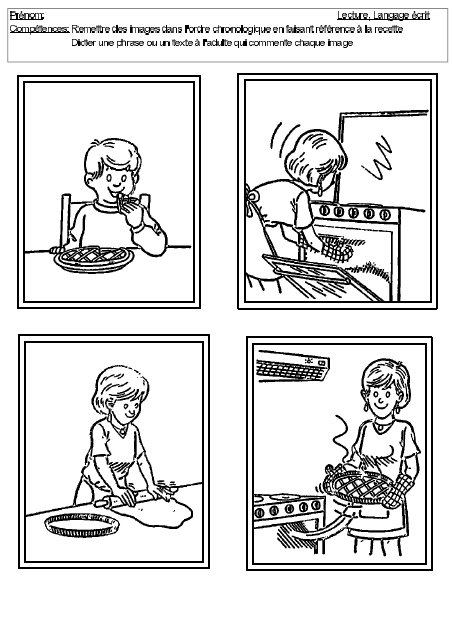 Prénom: Lecture, Langage écrit
Compétences: Remettre des images dans l'ordre chronologique en faisant référence à la recette
Dicter une phrase ou un texte à l'adulte qui commente chaque image